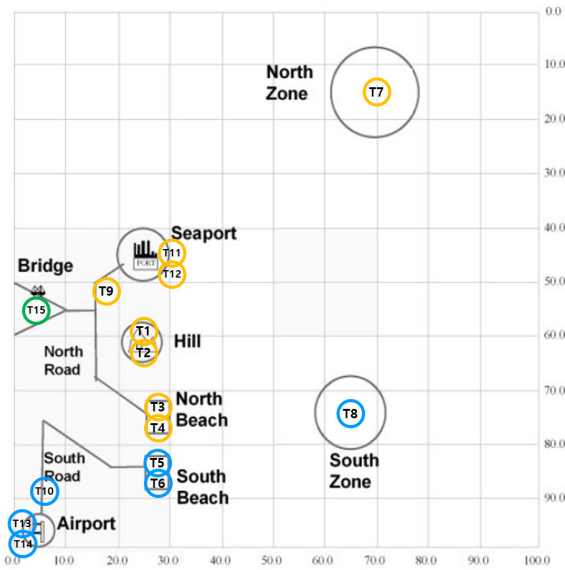 0.0
North
Zone
T7
10.0
20.0
30.0
40.0
Seaport
T11
PORT
T12
Bridge
50.0
T9
T15
T1
Hill
T2
60.0
North
Road
70.0
T3
North
Beach
T4
T8
80.0
South
Road
T5
South
Beach
T6
South
Zone
T10
90.0
T13
Airport
T14
0.0
10.0
20.0
30.0
40.0
50.0
60.0
70.0
80.0
90.0
100.0